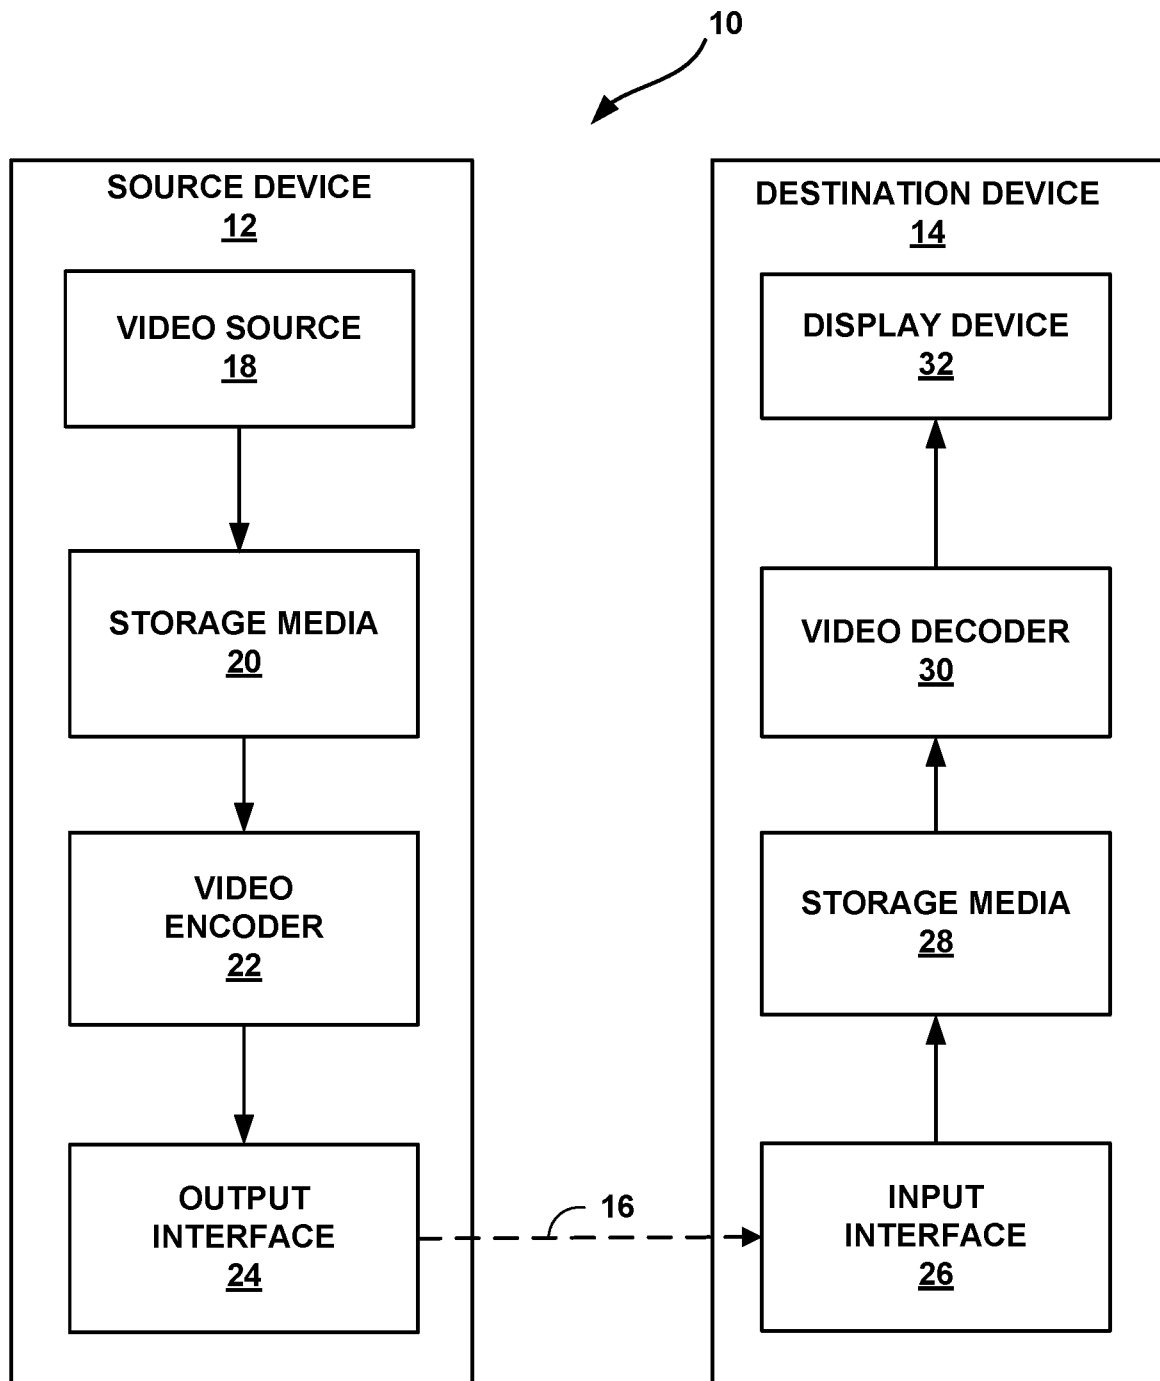 10
SOURCE DEVICE
12
VIDEO SOURCE
18
STORAGE MEDIA
20
VIDEO
ENCODER
22
OUTPUT
INTERFACE
24
16
DESTINATION DEVICE
14
DISPLAY DEVICE
32
VIDEO DECODER
30
STORAGE MEDIA
28
INPUT
INTERFACE
26